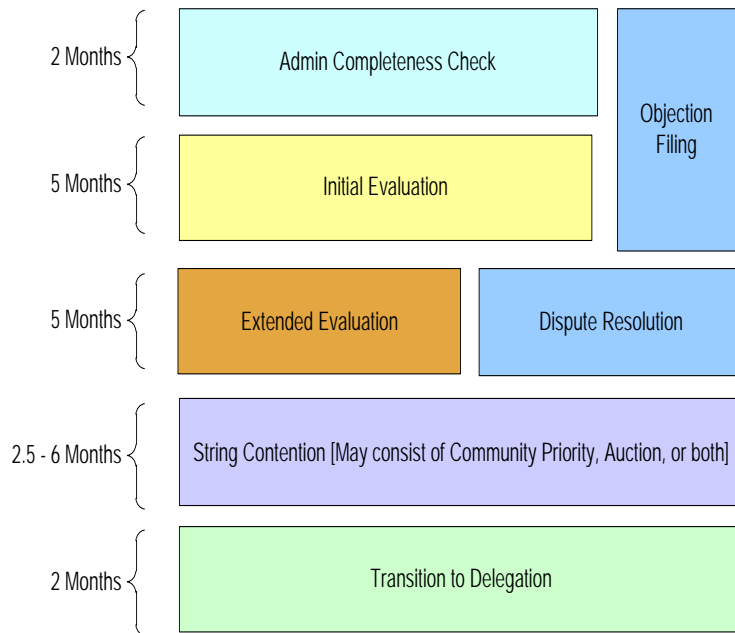 2 Months
Admin Completeness Check
Objection
Filing
5 Months
Initial Evaluation
5 Months
Extended Evaluation
Dispute Resolution
2.5 - 6 Months
String Contention [May consist of Community Priority, Auction, or both]
2 Months
Transition to Delegation